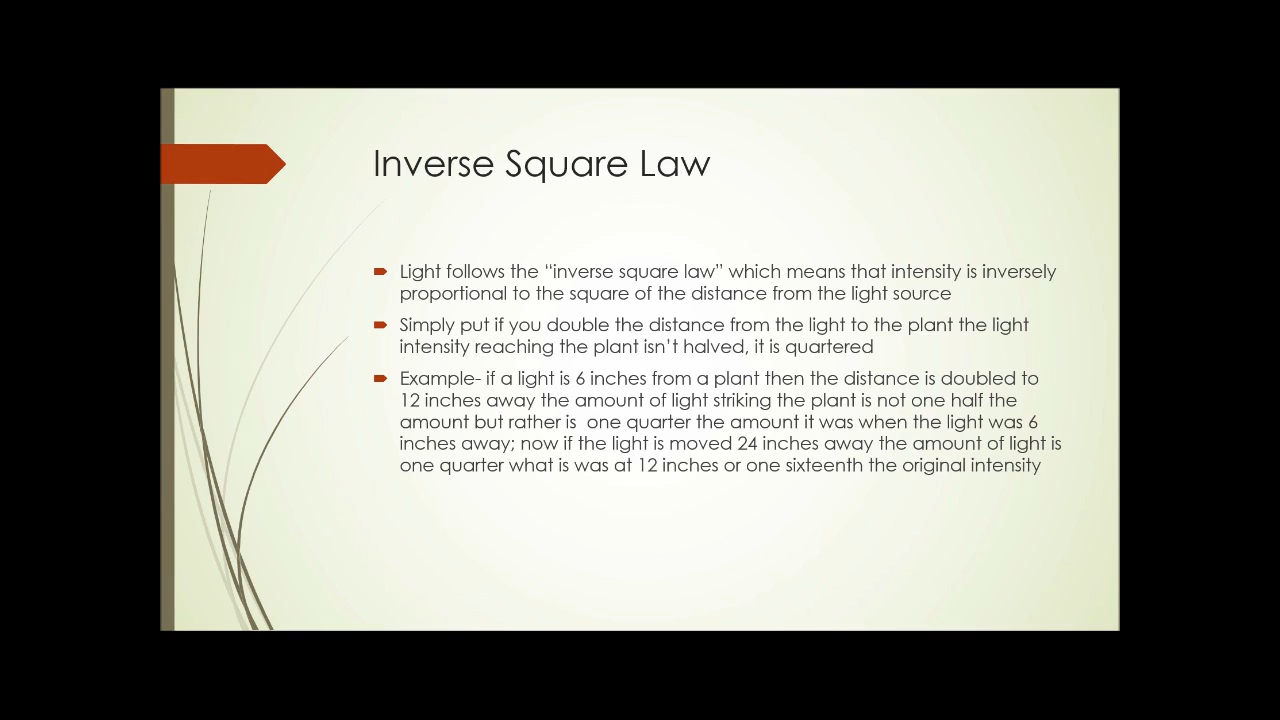 Inverse Square Law
Light follows the “inverse square law” which means that intensity is inversely
proportional to the square of the distance from the light source
Simply put if you double the distance from the light to the plant the light
intensity reaching the plant isn’t halved, it is quartered
Example- if a light is 6 inches from a plant then the distance is doubled to
12 inches away the amount of light striking the plant is not one half the
amount but rather is  one quarter the amount it was when the light was 6
inches away; now if the light is moved 24 inches away the amount of light is
one quarter what is was at 12 inches or one sixteenth the original intensity